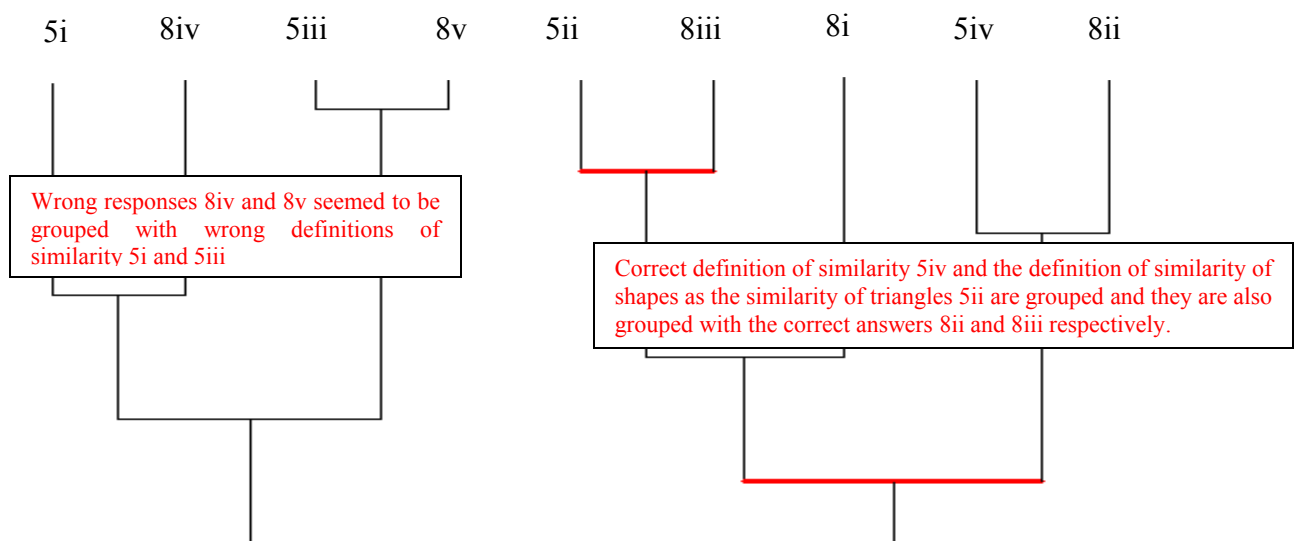 5i 8iv 5iii 8v 5ii 8iii 8i 5iv 8ii
Wrong responses 8iv and 8v seemed to be
grouped with wrong definitions of
similarity 5i and 5iii
Correct definition of similarity 5iv and the definition of similarity of
shapes as the similarity of triangles 5ii are grouped and they are also
grouped with the correct answers 8ii and 8iii respectively.